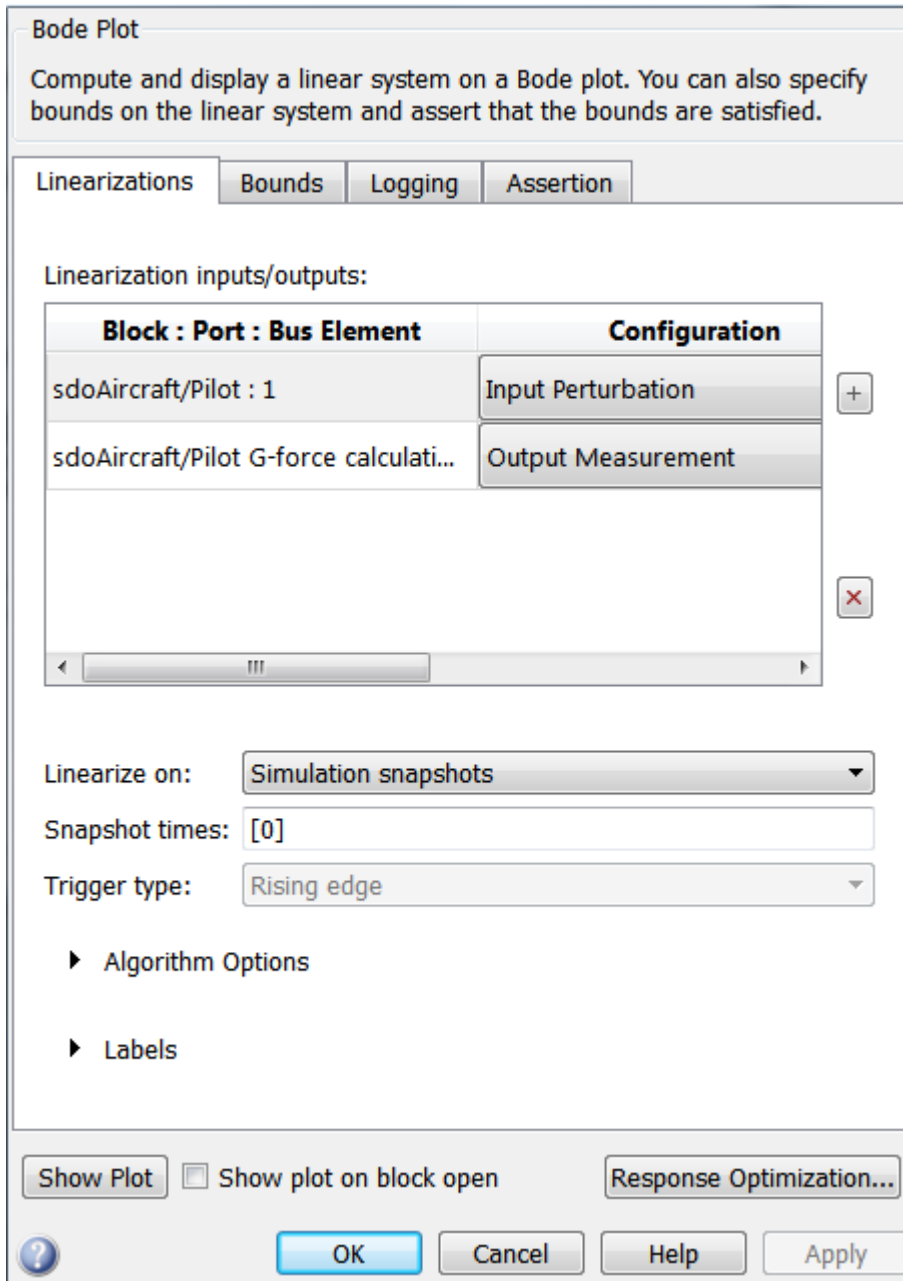 Bode Plot
Compute and display a linear system on a Bode plot. You can also specify
bounds on the linear system and assert that the bounds are satisfied.
Linearizations Bounds Logging Assertion
Linearization inputs/outputs:
Block : Port : Bus Element Configuration
sdoAircraft/Pilot : 1 Input Perturbation
+
sdoAircraft/Pilot G-force calculati... Output Measurement
Linearize on: Simulation snapshots
Snapshot times: [0]
Trigger type: Rising edge
Algorithm Options
Labels
Show Plot Show plot on block open Response Optimization...
? OK Cancel Help Apply